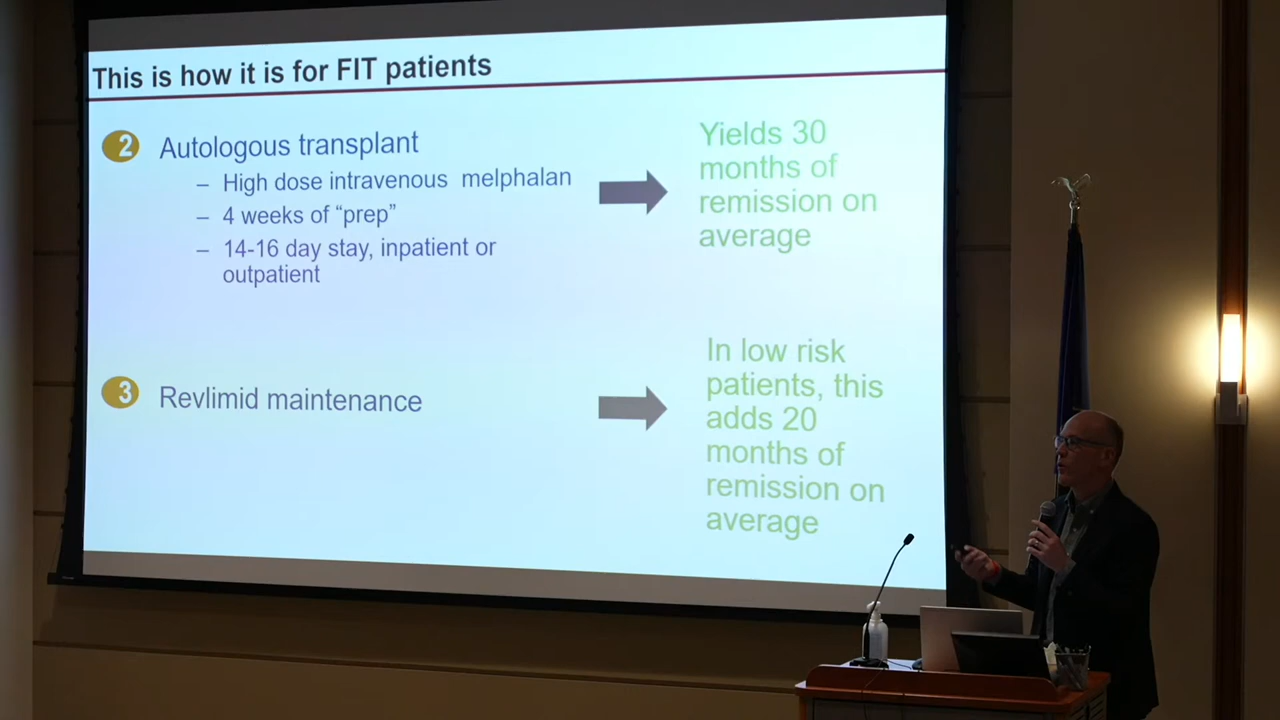 This is how it is for FIT patients
2 Autologous transplant
– High dose intravenous melphalan
– 4 weeks of “prep”
– 14-16 day stay, inpatient or
outpatient
Yields 30
months of
remission on
average
3 Revlimid maintenance
In low risk
patients, this
adds 20
months of
remission on
average